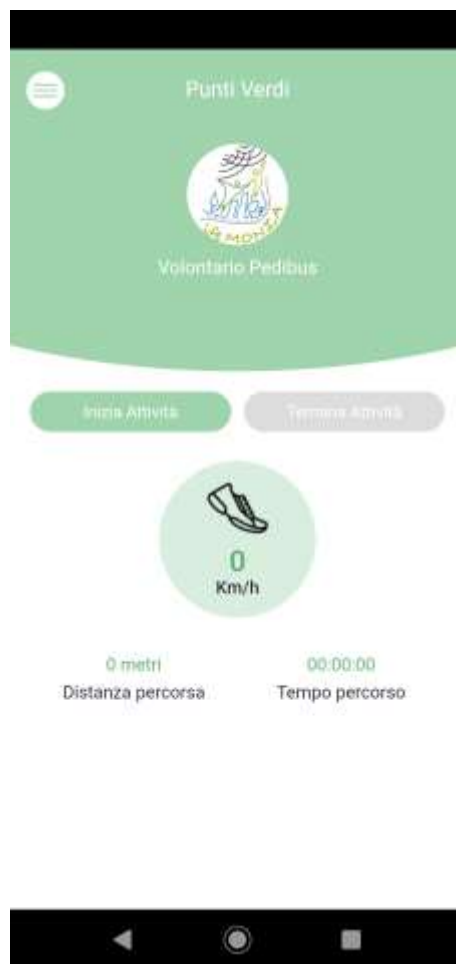 Punti Verdi
MONZA
Volontario Pedibus
Inizia Attività
Termina Attività
0
Km/h
0 metri
00:00:00
Distanza percorsa
Tempo percorso